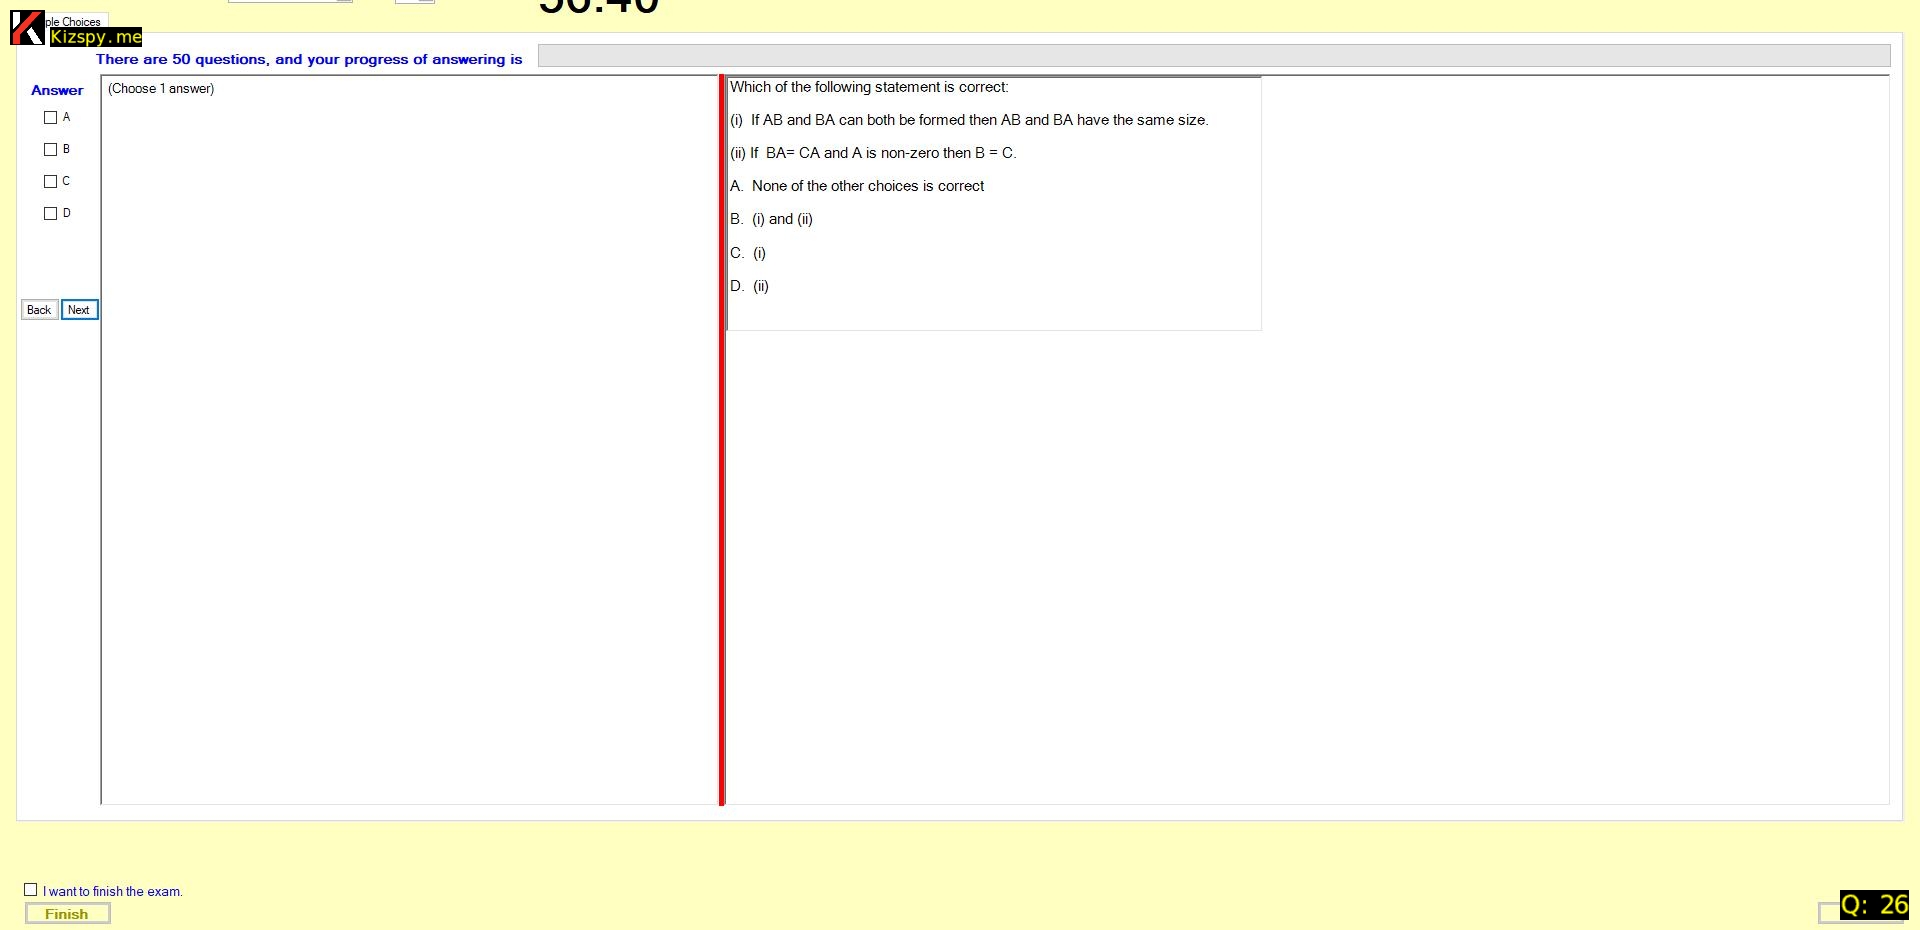 ple Choices
Kizspy.me
There are 50 questions, and your progress of answering is
Answer
A
B
C
D
Back Next
(Choose 1 answer)
Which of the following statement is correct:
(i) If AB and BA can both be formed then AB and BA have the same size.
(ii) If BA= CA and A is non-zero then B = C.
A. None of the other choices is correct
B. (i) and (ii)
C. (i)
D. (ii)
I want to finish the exam.
Finish
Q: 26